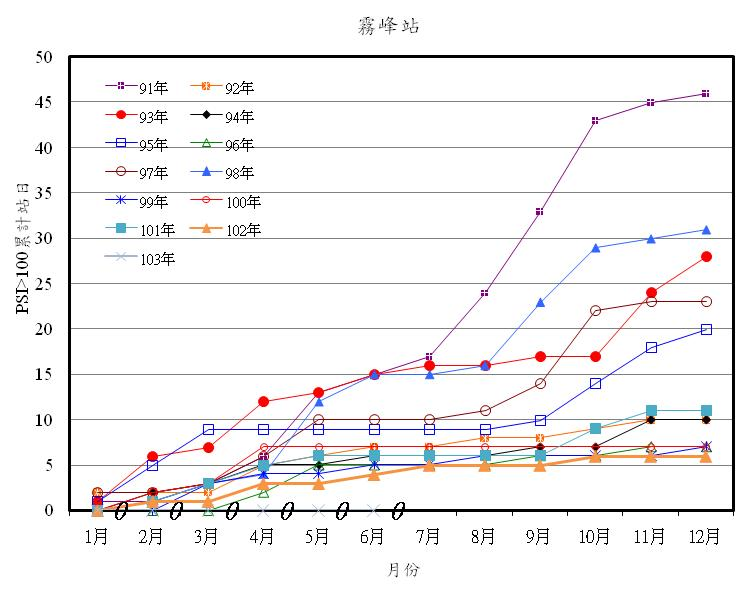 霧峰站
PSI>100累計站日
50
45
40
35
30
25
20
15
10
5
0
91年 92年
93年 94年
95年 96年
97年 98年
99年 100年
101年 102年
103年
0 0 0 0 0 0
1月 2月 3月 4月 5月 6月 7月 8月 9月 10月 11月 12月
月份